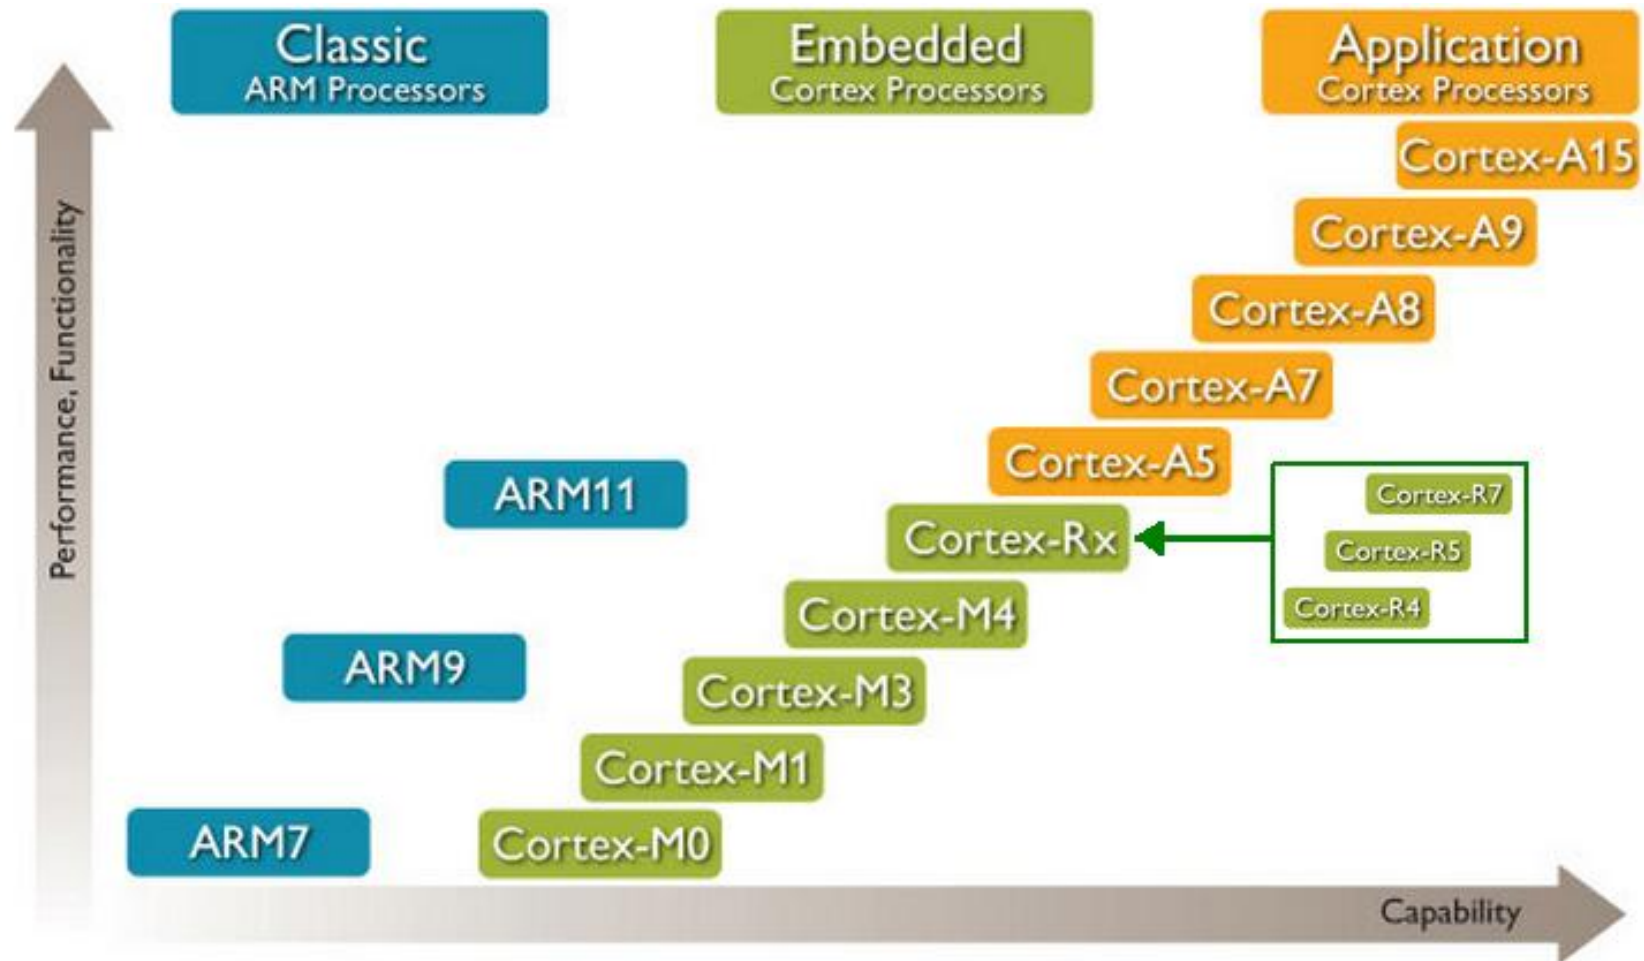 Classic
ARM Processors
Embedded
Cortex Processors
Application
Cortex Processors
Cortex-A15
Cortex-A9
Cortex-A8
Cortex-A7
Cortex-A5
ARM11
Cortex-R7
Cortex-Rx
Cortex-R5
Cortex-R4
Cortex-M4
ARM9
Cortex-M3
Cortex-M1
ARM7
Cortex-M0
Performance, Functionality
Capability